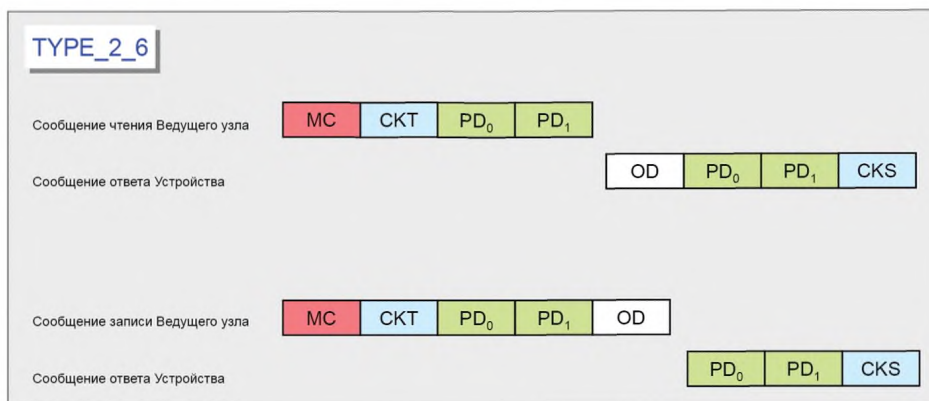 TYPE_2_6
Сообщение чтения Ведущего узла MC CKT PD₀ PD₁
Сообщение ответа Устройства OD PD₀ PD₁ CKS
Сообщение записи Ведущего узла MC CKT PD₀ PD₁ OD
Сообщение ответа Устройства PD₀ PD₁ CKS